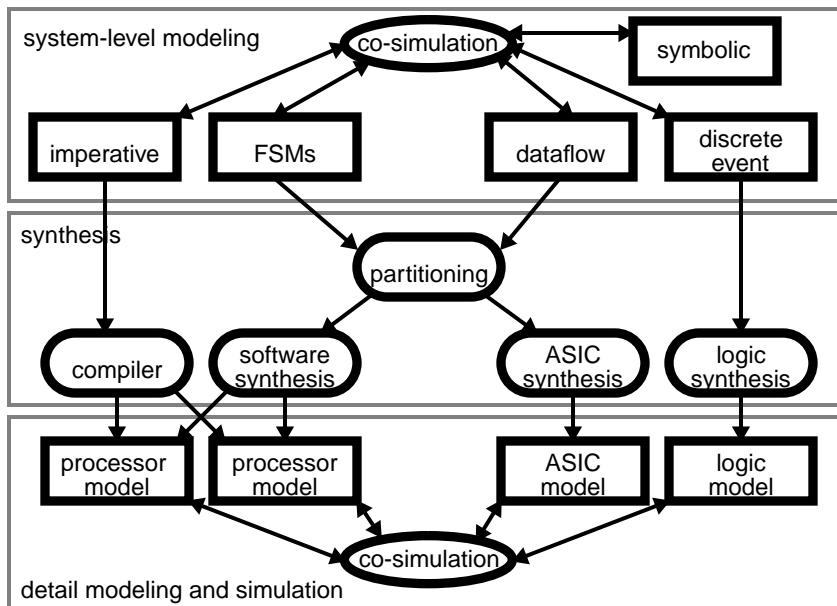 system-level modeling
co-simulation
symbolic
imperative
FSMs
dataflow
discrete
event
synthesis
partitioning
compiler
software
synthesis
ASIC
synthesis
logic
synthesis
processor
model
processor
model
ASIC
model
logic
model
co-simulation
detail modeling and simulation